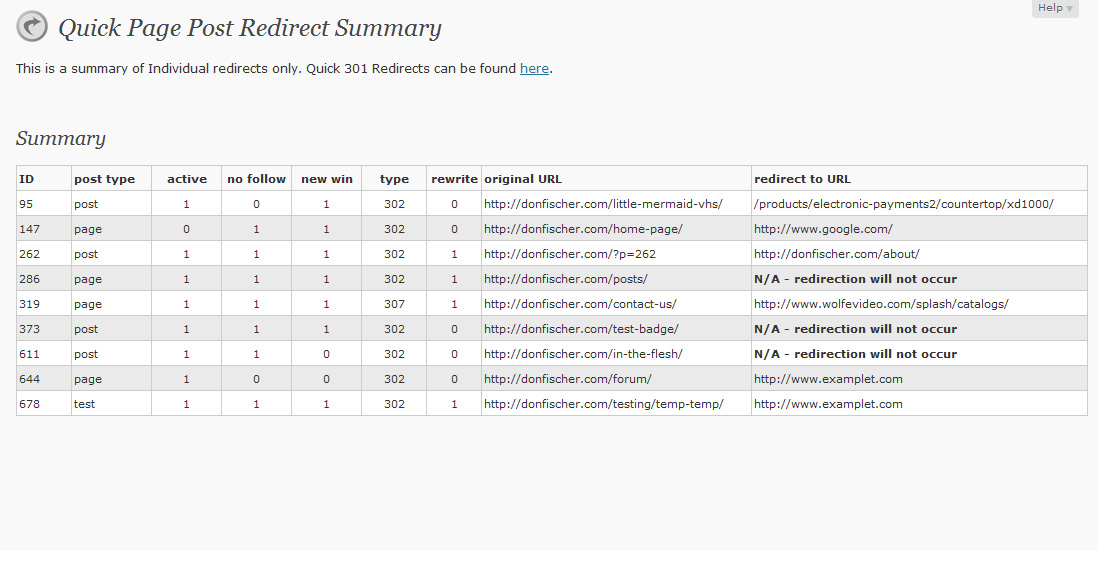 Help
Quick Page Post Redirect Summary
This is a summary of Individual redirects only. Quick 301 Redirects can be found here.
Summary
ID post type active no follow new win type rewrite original URL redirect to URL
95 post 1 0 1 302 0 http://donfischer.com/little-mermaid-vhs/ /products/electronic-payments2/countertop/xd1000/
147 page 0 1 1 302 0 http://donfischer.com/home-page/ http://www.google.com/
262 post 1 1 1 302 1 http://donfischer.com/?p=262 http://donfischer.com/about/
286 page 1 1 1 302 1 http://donfischer.com/posts/ N/A - redirection will not occur
319 page 1 1 1 307 1 http://donfischer.com/contact-us/ http://www.wolfevideo.com/splash/catalogs/
373 post 1 1 1 302 0 http://donfischer.com/test-badge/ N/A - redirection will not occur
611 post 1 1 0 302 0 http://donfischer.com/in-the-flesh/ N/A - redirection will not occur
644 page 1 0 0 302 0 http://donfischer.com/forum/ http://www.examplet.com
678 test 1 1 1 302 1 http://donfischer.com/testing/temp-temp/ http://www.examplet.com